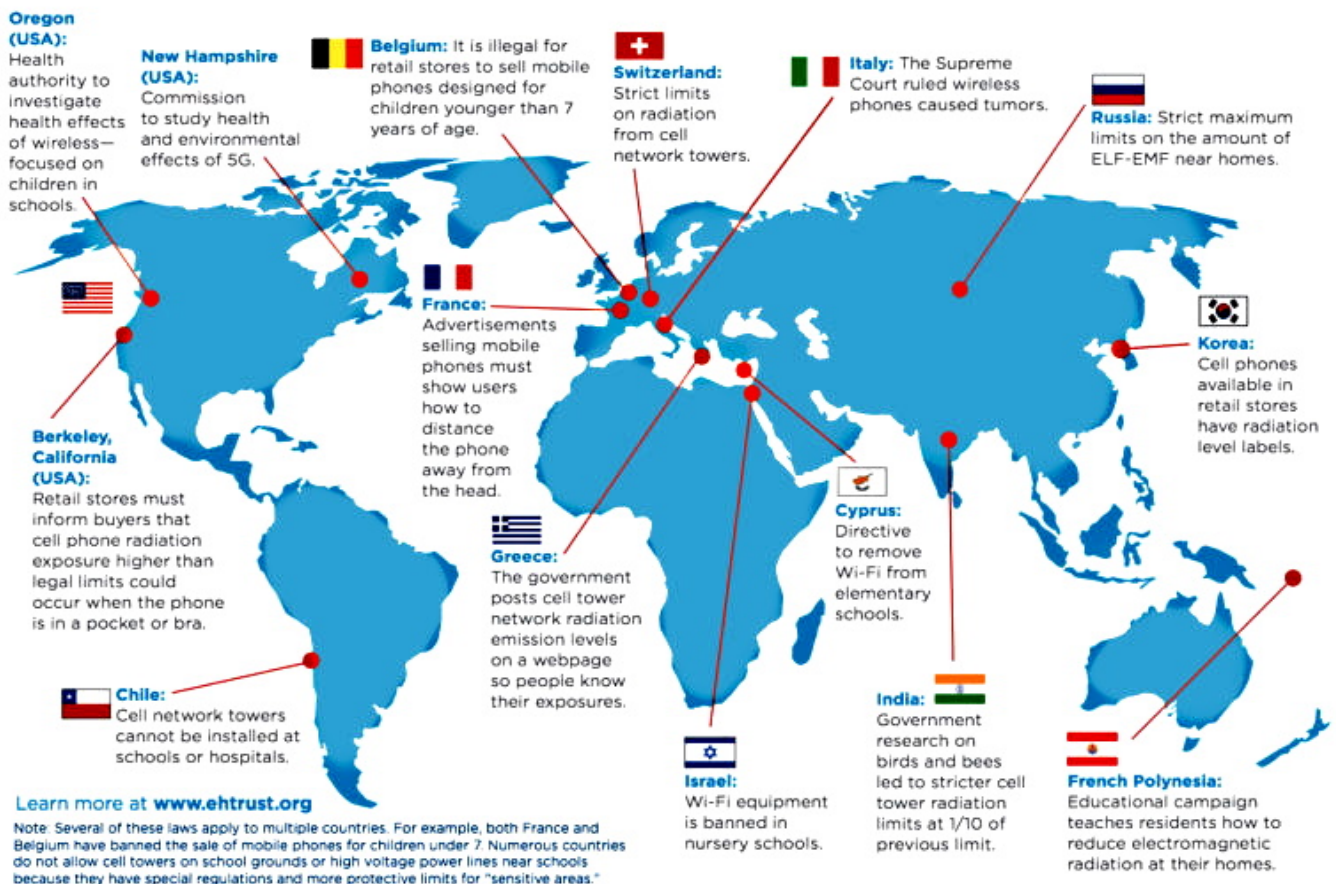 Oregon
(USA):
Health
authority to
investigate
health effects
of wireless—
focused on
children in
schools.
New Hampshire
(USA):
Commission
to study health
and environmental
effects of 5G.
Belgium: It is illegal for
retail stores to sell mobile
phones designed for
children younger than 7
years of age.
Switzerland:
Strict limits
on radiation
from cell
network towers.
Italy: The Supreme
Court ruled wireless
phones caused tumors.
Russia: Strict maximum
limits on the amount of
ELF-EMF near homes.
France:
Advertisements
selling mobile
phones must
show users
how to
distance
the phone
away from
the head.
Korea:
Cell phones
available in
retail stores
have radiation
level labels.
Berkeley,
California
(USA):
Retail stores must
inform buyers that
cell phone radiation
exposure higher than
legal limits could
occur when the phone
is in a pocket or bra.
Greece:
The government
posts cell tower
network radiation
emission levels
on a webpage
so people know
their exposures.
Cyprus:
Directive
to remove
Wi-Fi from
elementary
schools.
Chile:
Cell network towers
cannot be installed at
schools or hospitals.
Israel:
Wi-Fi equipment
is banned in
nursery schools.
India:
Government
research on
birds and bees
led to stricter cell
tower radiation
limits at 1/10 of
previous limit.
French Polynesia:
Educational campaign
teaches residents how to
reduce electromagnetic
radiation at their homes.
Learn more at www.ehtrust.org
Note: Several of these laws apply to multiple countries. For example, both France and
Belgium have banned the sale of mobile phones for children under 7. Numerous countries
do not allow cell towers on school grounds or high voltage power lines near schools
because they have special regulations and more protective limits for "sensitive areas."